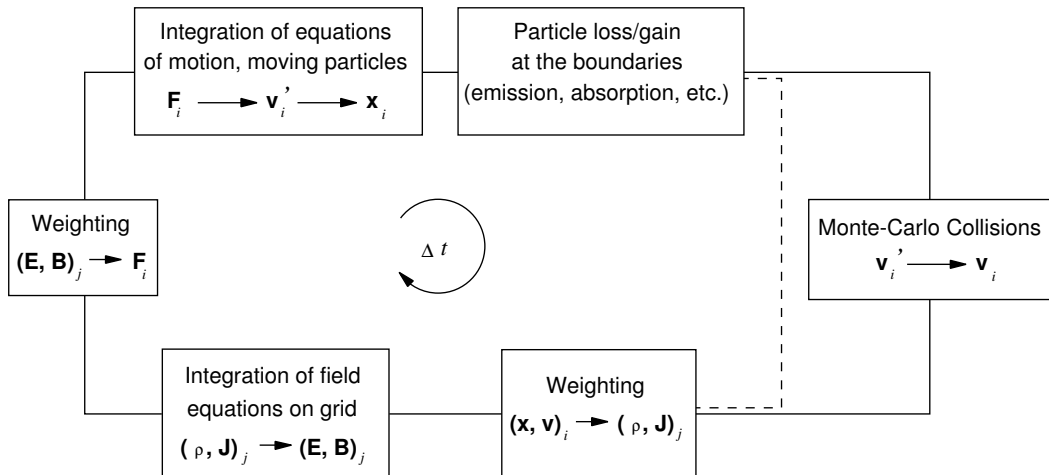 Integration of equations
of motion, moving particles
F_i ⟶ v_i' ⟶ x_i
Particle loss/gain
at the boundaries
(emission, absorption, etc.)
Monte-Carlo Collisions
v_i' ⟶ v_i
Weighting
(x, v)_i → (ρ, J)_j
Integration of field
equations on grid
(ρ, J)_j → (E, B)_j
Weighting
(E, B)_j → F_i
Δt